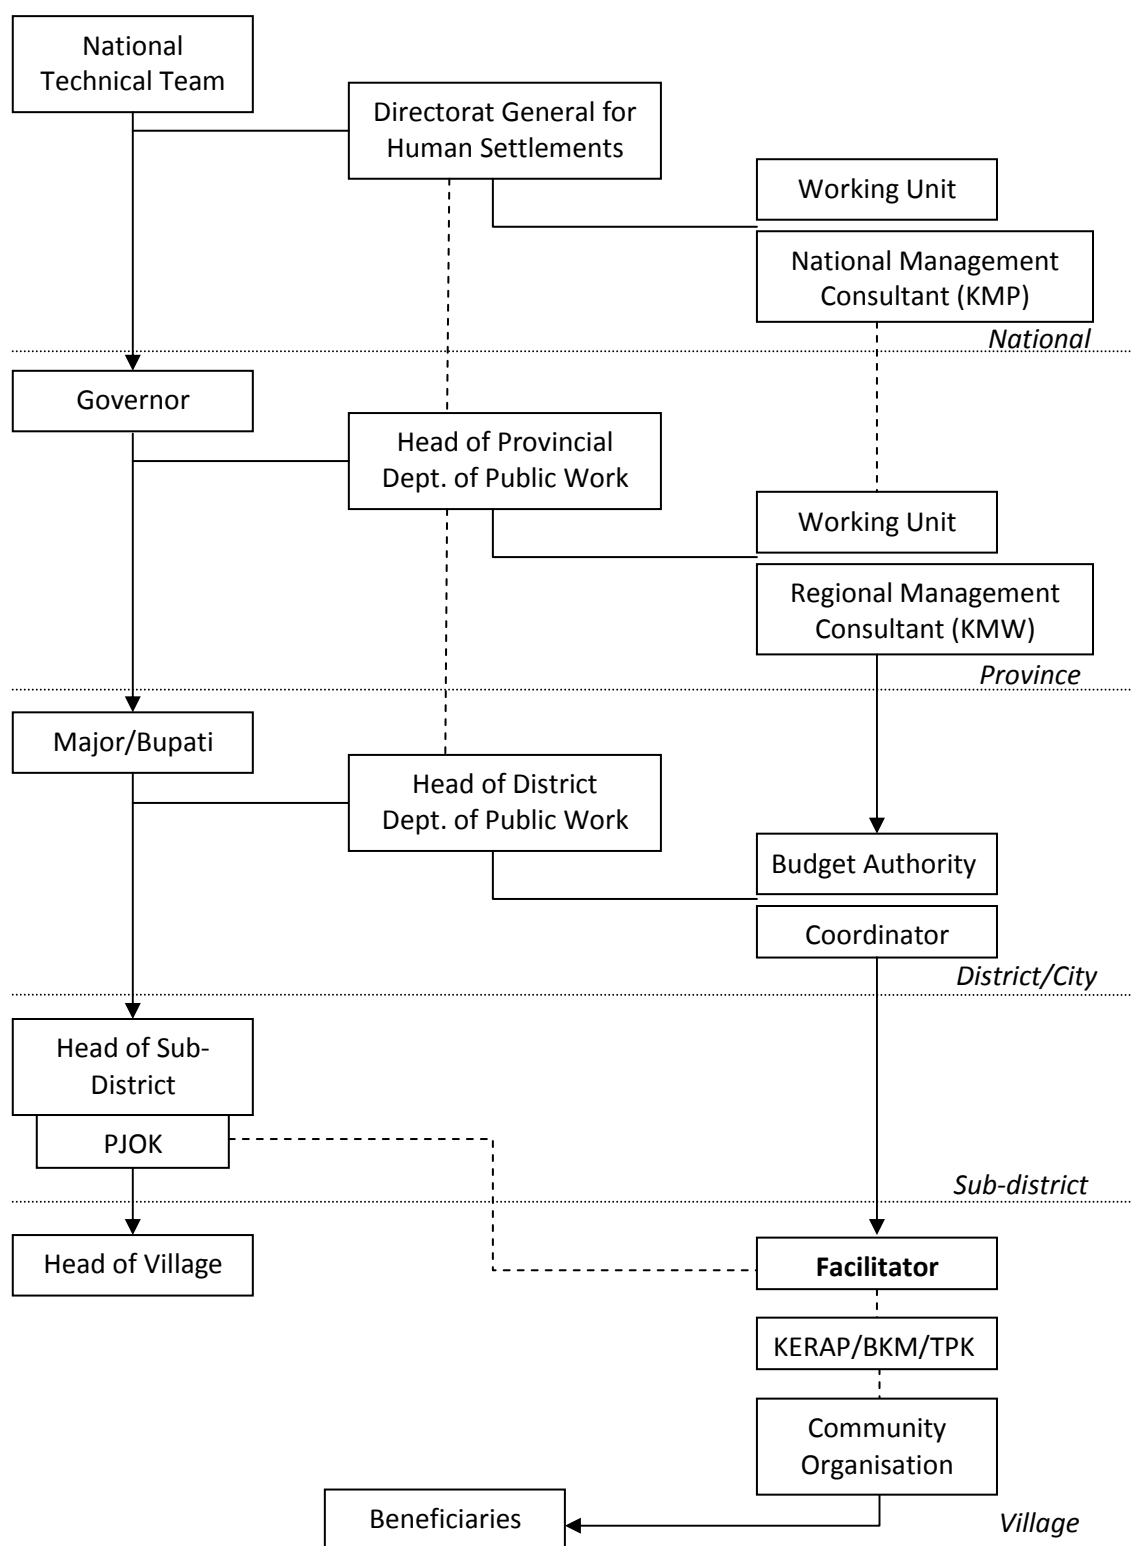 National
Technical Team
Directorat General for
Human Settlements
Working Unit
National Management
Consultant (KMP)
National
Governor
Head of Provincial
Dept. of Public Work
Working Unit
Regional Management
Consultant (KMW)
Province
Major/Bupati
Head of District
Dept. of Public Work
Budget Authority
Coordinator
District/City
Head of Sub-
District
PJOK
Sub-district
Head of Village
Facilitator
KERAP/BKM/TPK
Community
Organisation
Beneficiaries
Village